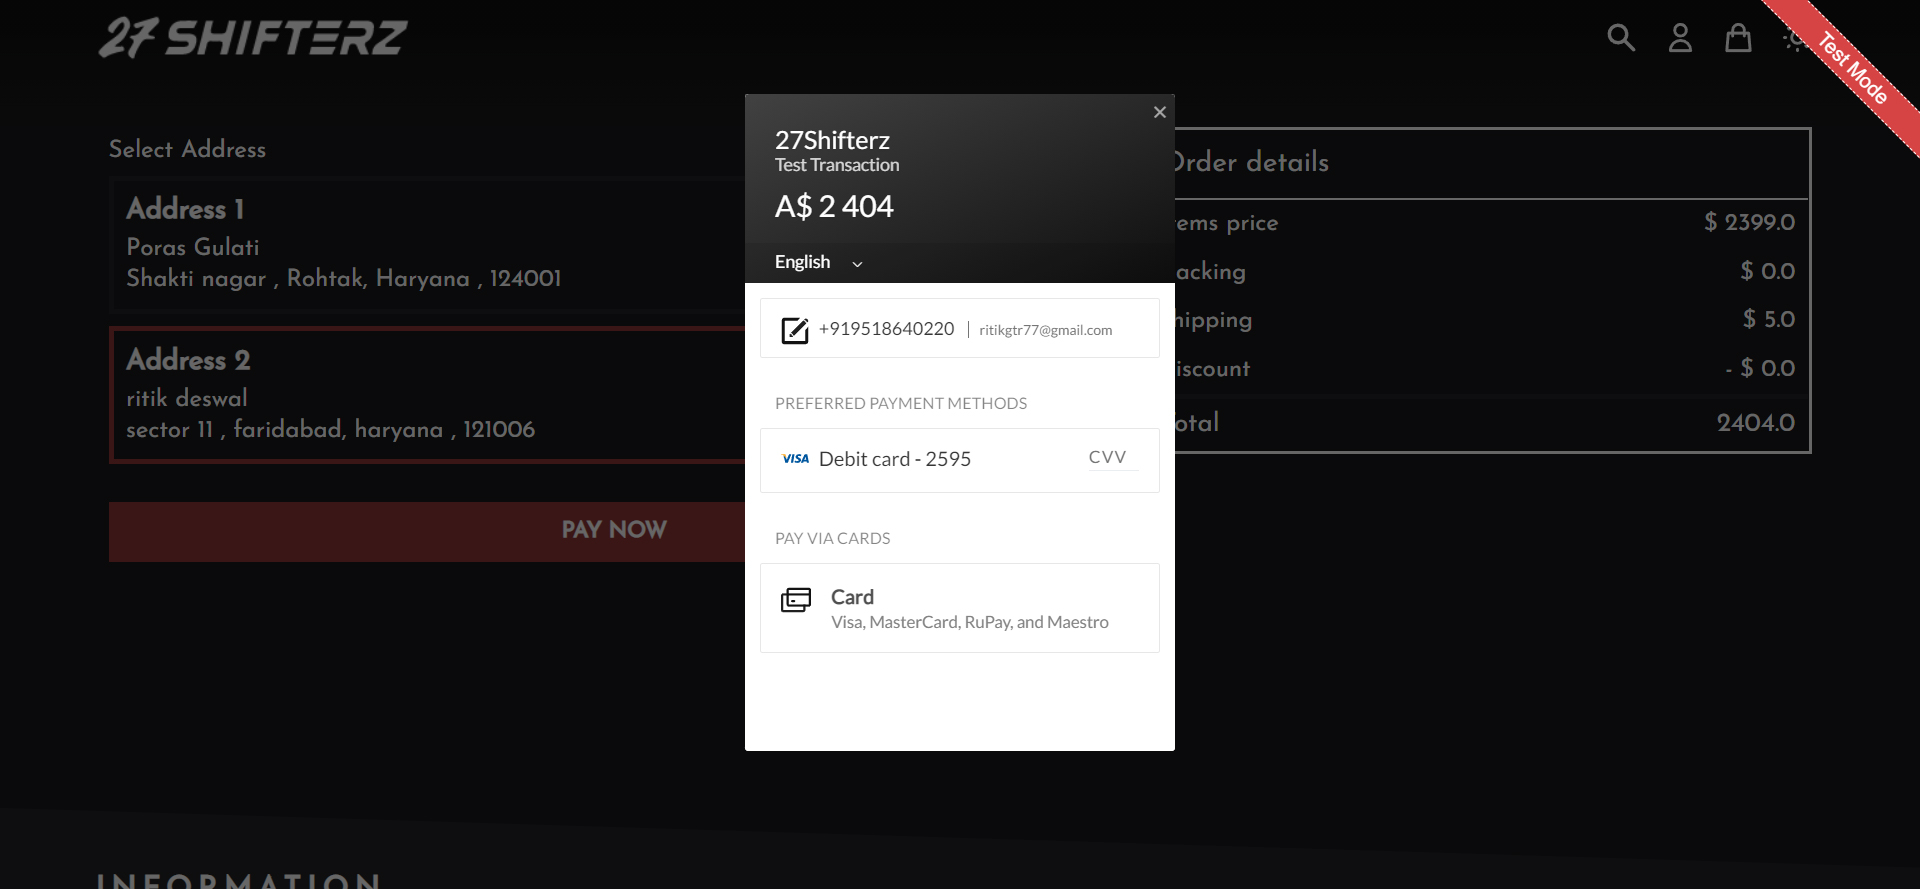 27 SHIFTERZ
Test Mode
Select Address
Address 1
Poras Gulati
Shakti nagar , Rohtak, Haryana , 124001
Address 2
ritik deswal
sector 11 , faridabad, haryana , 121006
PAY NOW
27Shifterz
Test Transaction
A$ 2 404
English
+919518640220 | ritikgtr77@gmail.com
PREFERRED PAYMENT METHODS
VISA Debit card - 2595 CVV
PAY VIA CARDS
Card
Visa, MasterCard, RuPay, and Maestro
Order details
ems price $ 2399.0
acking $ 0.0
hipping $ 5.0
iscount - $ 0.0
otal 2404.0
INFORMATION